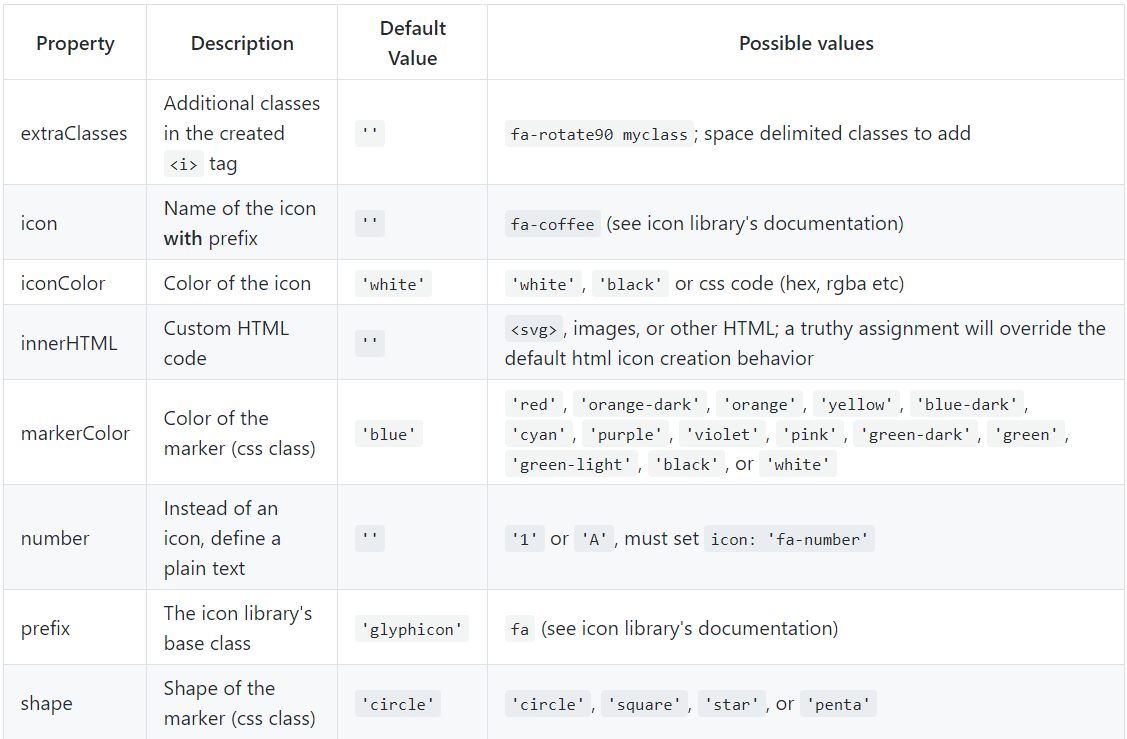 Property Description Default Value Possible values
extraClasses Additional classes in the created <i> tag '' fa-rotate90 myclass; space delimited classes to add
icon Name of the icon with prefix '' fa-coffee (see icon library's documentation)
iconColor Color of the icon 'white' 'white', 'black' or css code (hex, rgba etc)
innerHTML Custom HTML code '' <svg>, images, or other HTML; a truthy assignment will override the default html icon creation behavior
markerColor Color of the marker (css class) 'blue' 'red', 'orange-dark', 'orange', 'yellow', 'blue-dark', 'cyan', 'purple', 'violet', 'pink', 'green-dark', 'green', 'green-light', 'black', or 'white'
number Instead of an icon, define a plain text '' '1' or 'A', must set icon: 'fa-number'
prefix The icon library's base class 'glyphicon' fa (see icon library's documentation)
shape Shape of the marker (css class) 'circle' 'circle', 'square', 'star', or 'penta'